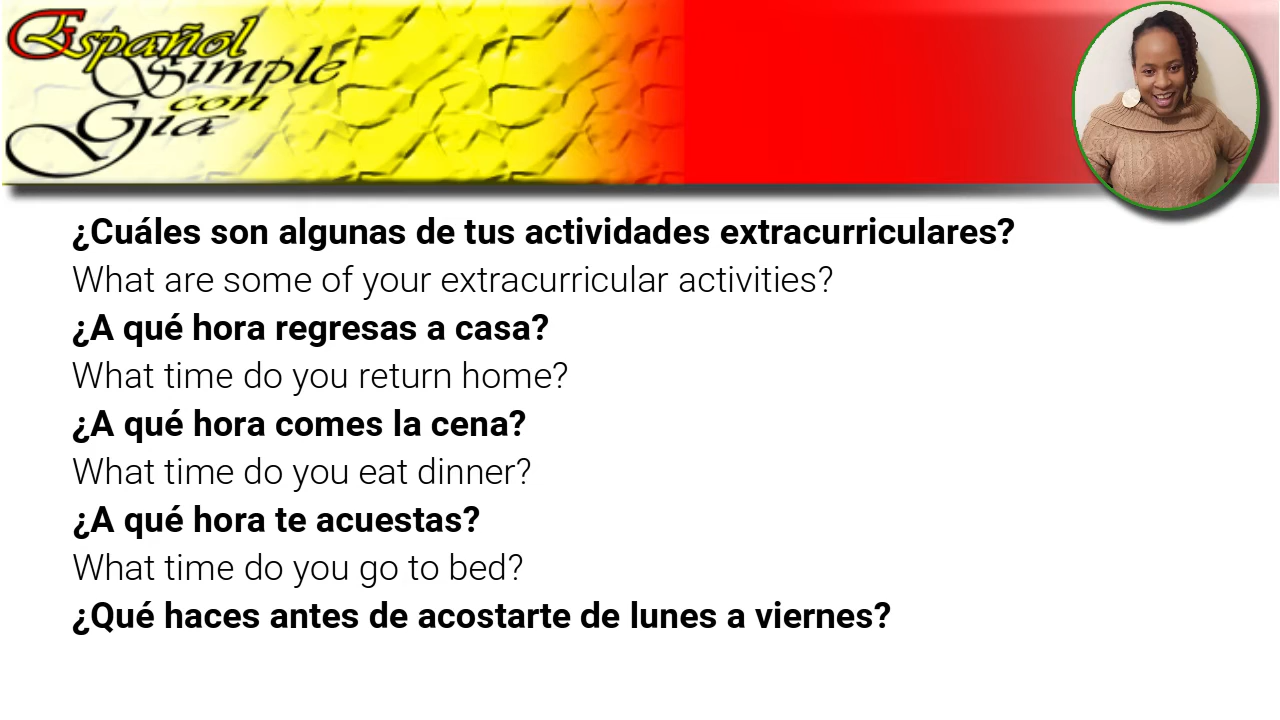 Español
Simple
con
Gia
¿Cuáles son algunas de tus actividades extracurriculares?
What are some of your extracurricular activities?
¿A qué hora regresas a casa?
What time do you return home?
¿A qué hora comes la cena?
What time do you eat dinner?
¿A qué hora te acuestas?
What time do you go to bed?
¿Qué haces antes de acostarte de lunes a viernes?